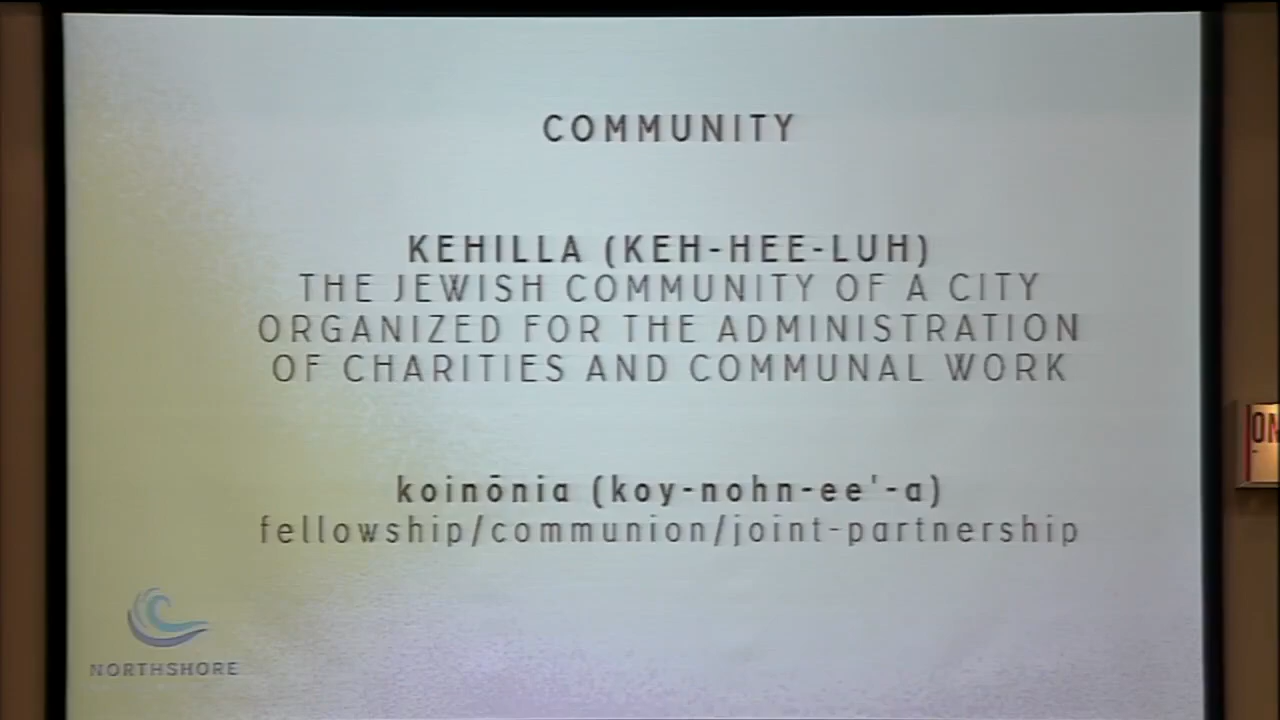 COMMUNITY
KEHILLA (KEH-HEE-LUH)
THE JEWISH COMMUNITY OF A CITY
ORGANIZED FOR THE ADMINISTRATION
OF CHARITIES AND COMMUNAL WORK
koinōnia (koy-nohn-ee'-a)
fellowship/communion/joint-partnership
NORTHSHORE